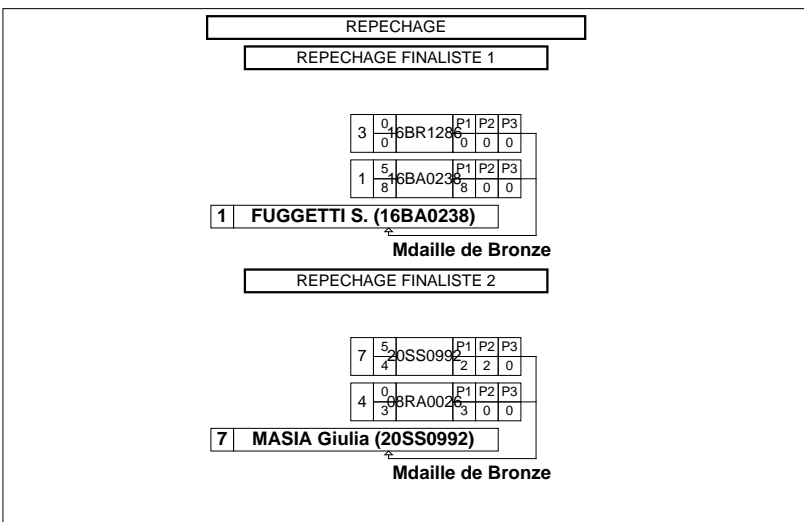 REPECHAGE
REPECHAGE FINALISTE 1
3 0 0 16BR1286 P1 P2 P3 0 0 0
1 5 8 16BA0238 P1 P2 P3 8 0 0
1 FUGGETTI S. (16BA0238)
Mdaille de Bronze
REPECHAGE FINALISTE 2
7 5 4 20SS0992 P1 P2 P3 2 2 0
4 0 3 08RA0026 P1 P2 P3 3 0 0
7 MASIA Giulia (20SS0992)
Mdaille de Bronze